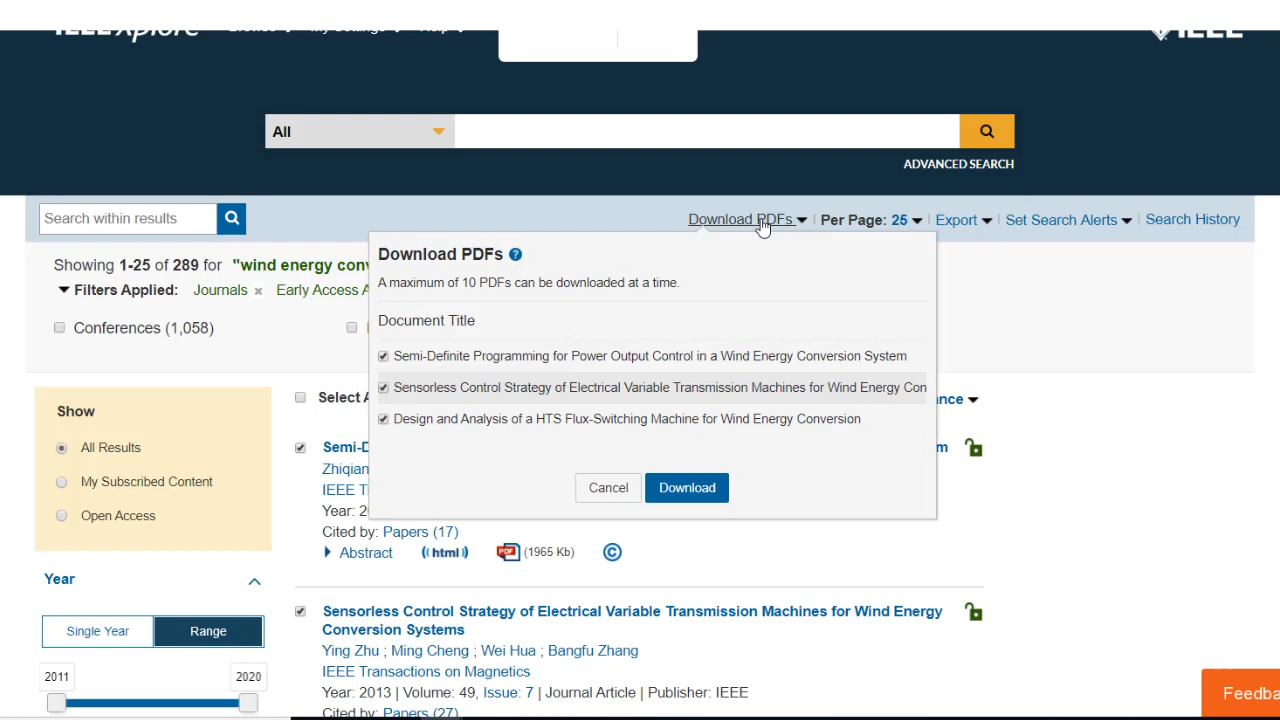 IEEE Xplore Browse My Settings Help IEEE
All
ADVANCED SEARCH
Search within results Download PDFs Per Page: 25 Export Set Search Alerts Search History
Showing 1-25 of 289 for "wind energy conv
Filters Applied: Journals Early Access A
Conferences (1,058)
Download PDFs ?
A maximum of 10 PDFs can be downloaded at a time.
Document Title
Semi-Definite Programming for Power Output Control in a Wind Energy Conversion System
Sensorless Control Strategy of Electrical Variable Transmission Machines for Wind Energy Con
Design and Analysis of a HTS Flux-Switching Machine for Wind Energy Conversion
Cancel Download
Show
All Results
My Subscribed Content
Open Access
Year
Single Year Range
2011 2020
Select A
nce
Semi-D m
Zhiqian
IEEE T
Year: 2
Cited by: Papers (17)
Abstract ((html)) PDF (1965 Kb) ©
Sensorless Control Strategy of Electrical Variable Transmission Machines for Wind Energy
Conversion Systems
Ying Zhu ; Ming Cheng ; Wei Hua ; Bangfu Zhang
IEEE Transactions on Magnetics
Year: 2013 | Volume: 49, Issue: 7 | Journal Article | Publisher: IEEE
Cited by: Papers (27)
Feedba